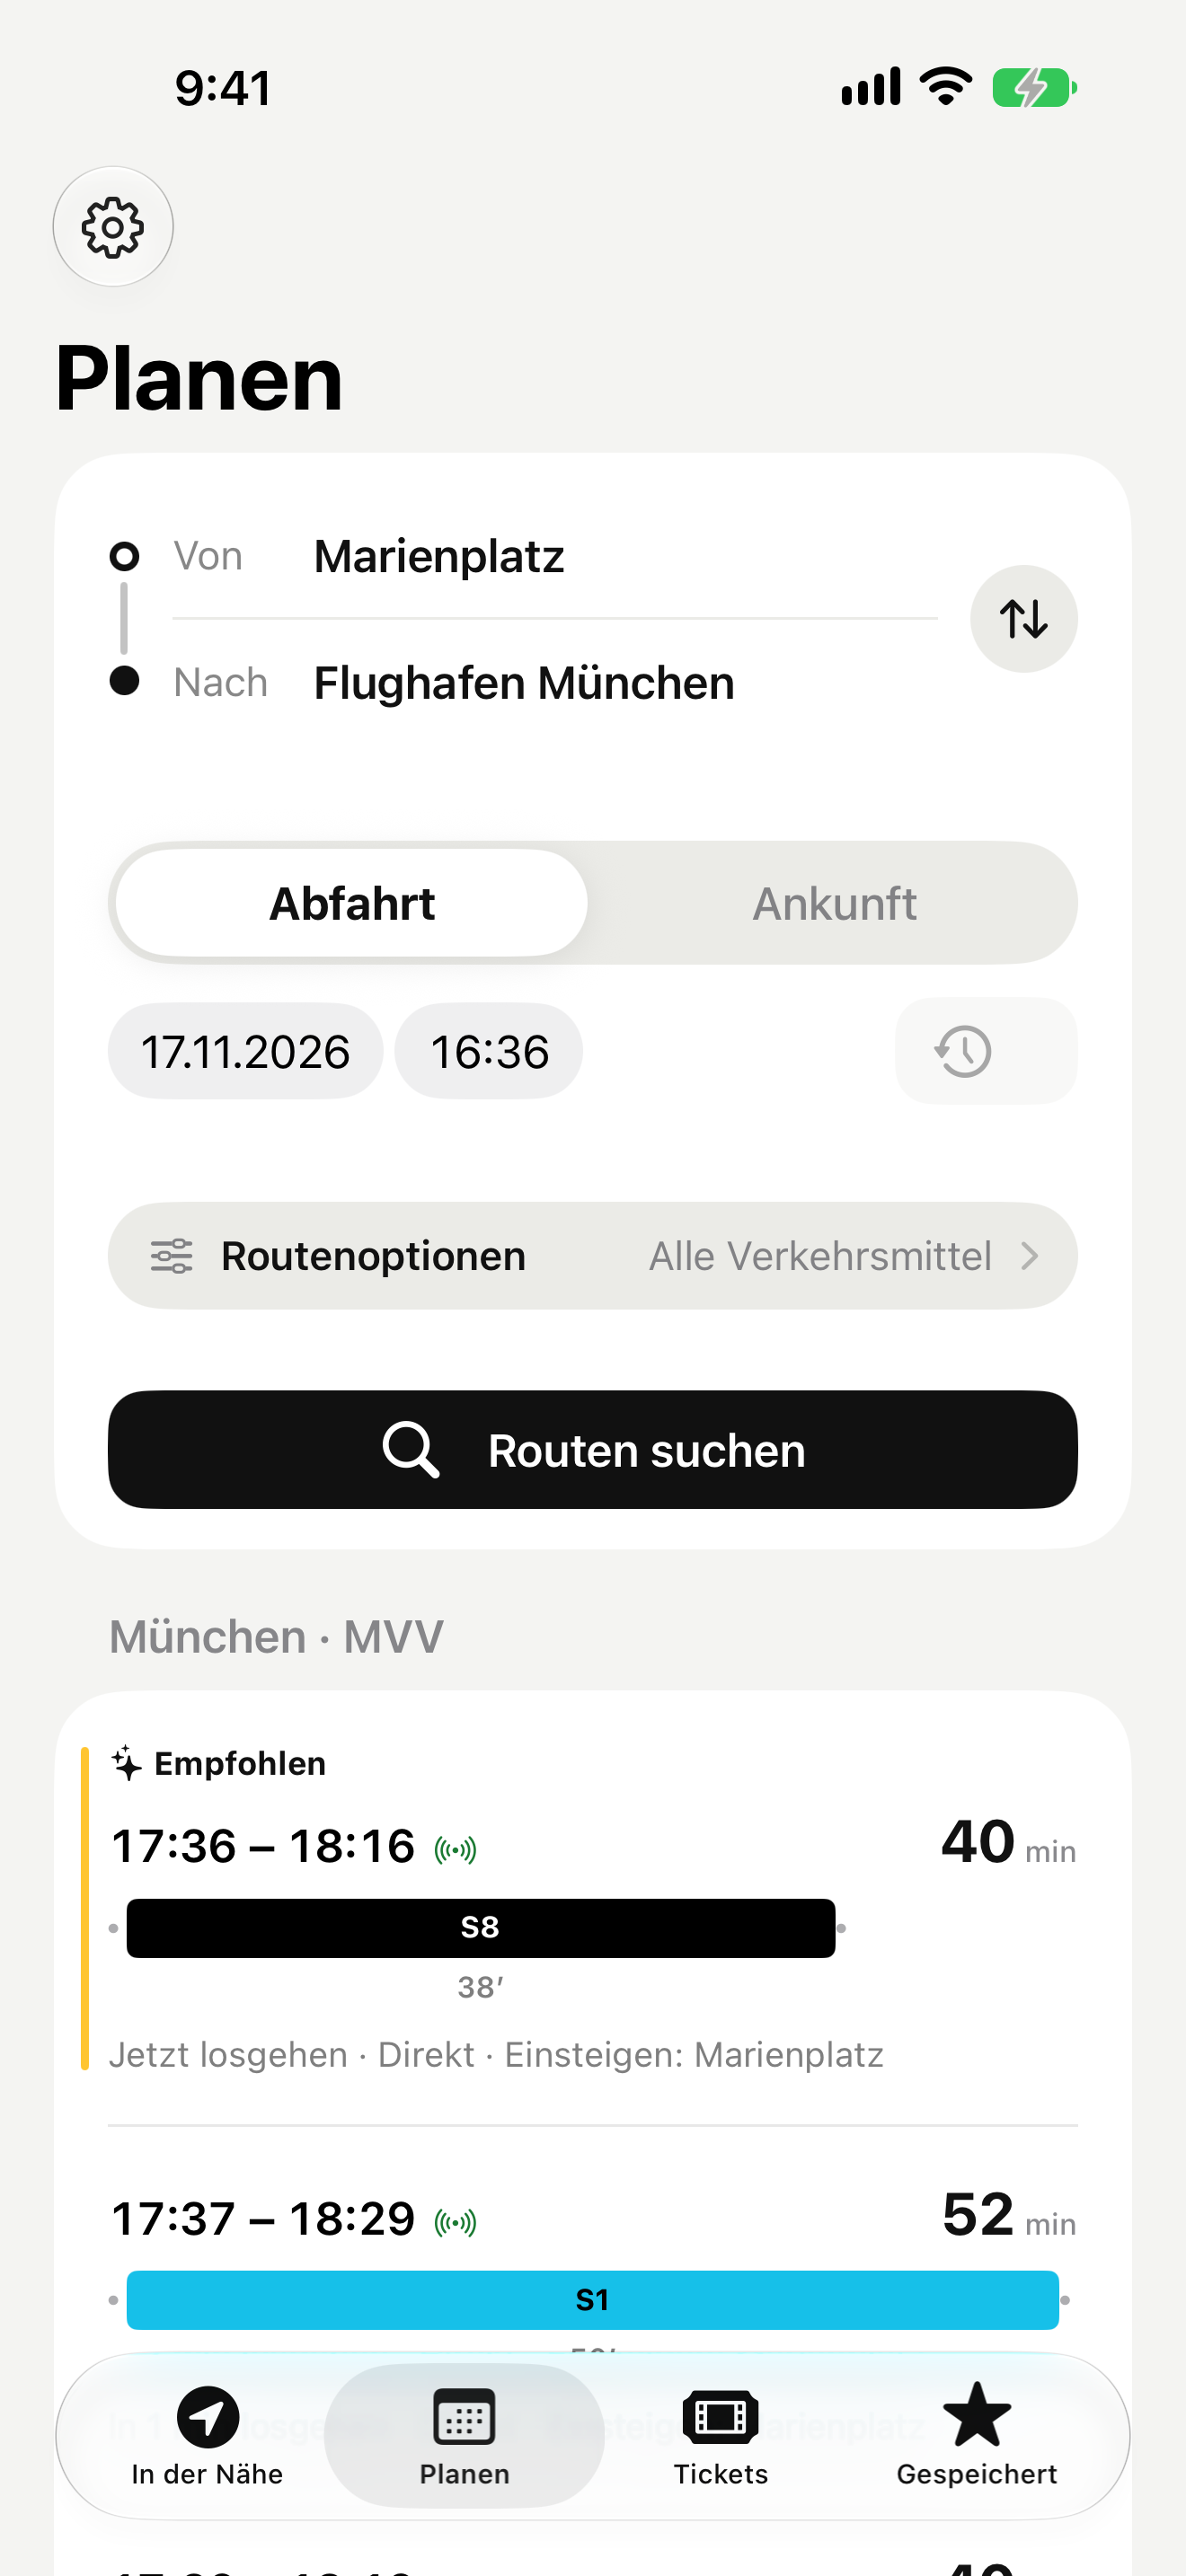 9:41
Planen
Von Marienplatz
Nach Flughafen München
Abfahrt Ankunft
17.11.2026 16:36
Routenoptionen Alle Verkehrsmittel
Routen suchen
München · MVV
Empfohlen
17:36 – 18:16 40 min
S8
38’
Jetzt losgehen · Direkt · Einsteigen: Marienplatz
17:37 – 18:29 52 min
S1
In der Nähe Planen Tickets Gespeichert